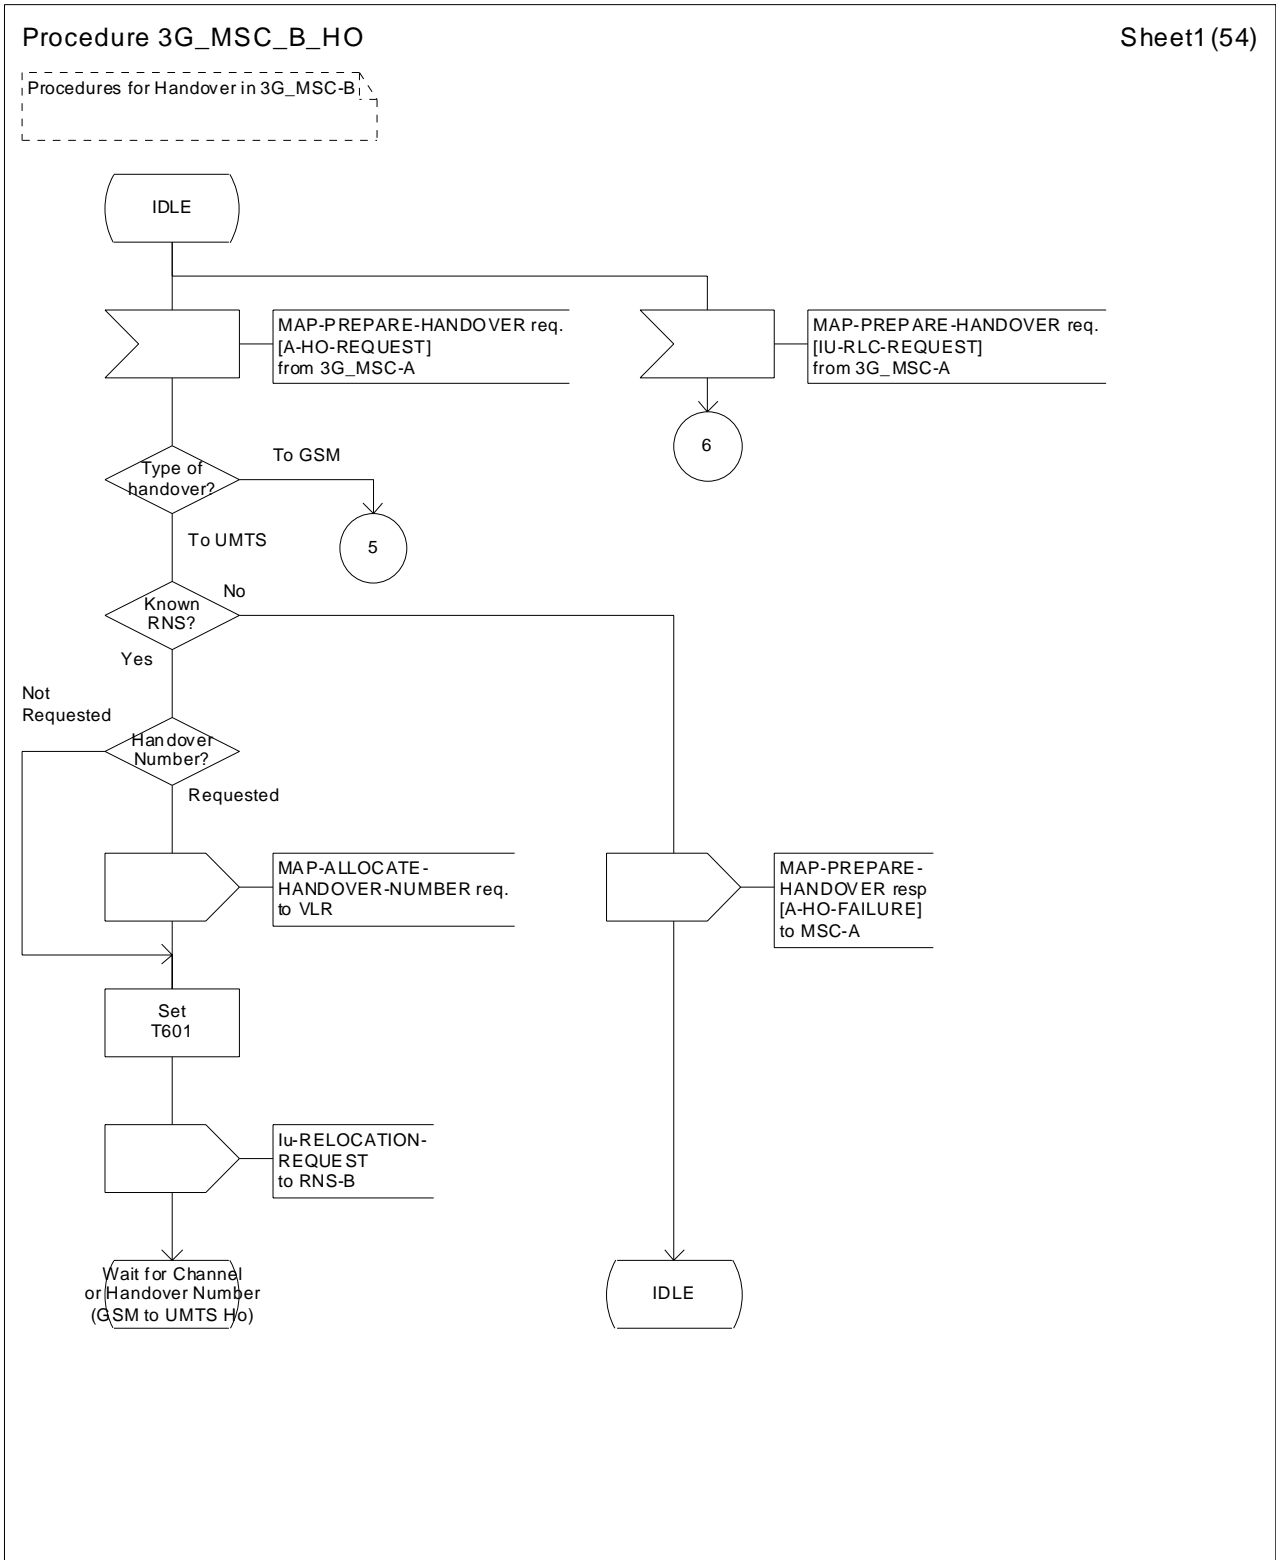 Procedure 3G_MSC_B_HO
Sheet1 (54)
Procedures for Handover in 3G_MSC-B
IDLE
MAP-PREPARE-HANDOVER req.
[A-HO-REQUEST]
from 3G_MSC-A
MAP-PREPARE-HANDOVER req.
[IU-RLC-REQUEST]
from 3G_MSC-A
6
Type of
handover?
To GSM
To UMTS
5
Known
RNS?
No
Yes
Not
Requested
Handover
Number?
Requested
MAP-ALLOCATE-
HANDOVER-NUMBER req.
to VLR
MAP-PREPARE-
HANDOVER resp
[A-HO-FAILURE]
to MSC-A
Set
T601
Iu-RELOCATION-
REQUEST
to RNS-B
Wait for Channel
or Handover Number
(GSM to UMTS Ho)
IDLE